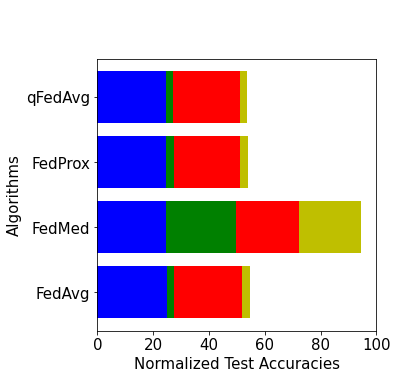 qFedAvg
FedProx
FedMed
FedAvg
Algorithms
0 20 40 60 80 100
Normalized Test Accuracies